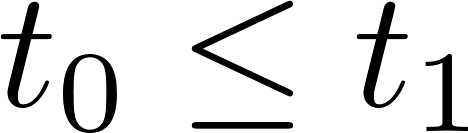 t₀ ≤ t₁